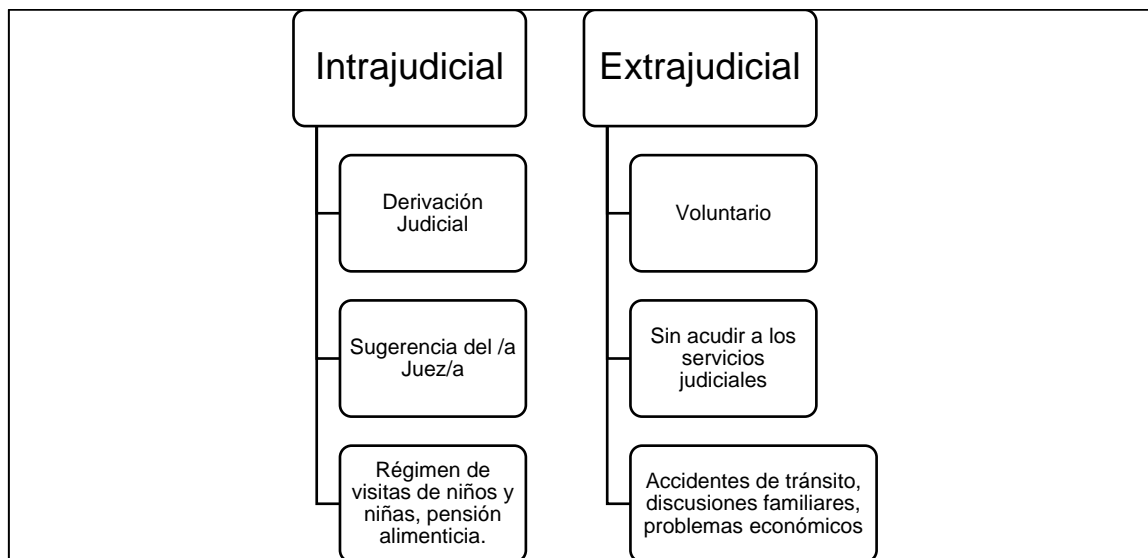 Intrajudicial
Derivación
Judicial
Sugerencia del /a
Juez/a
Régimen de
visitas de niños y
niñas, pensión
alimenticia.
Extrajudicial
Voluntario
Sin acudir a los
servicios
judiciales
Accidentes de tránsito,
discusiones familiares,
problemas económicos